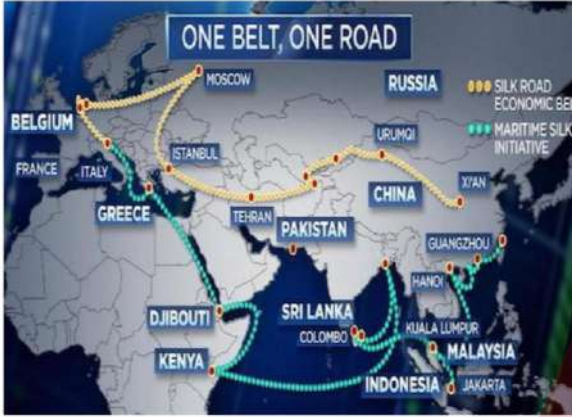 ONE BELT, ONE ROAD
MOSCOW
RUSSIA
SILK ROAD
ECONOMIC BEL
MARITIME SILK
INITIATIVE
BELGIUM
FRANCE
ITALY
GREECE
ISTANBUL
TEHRAN
URUMQI
CHINA
XI'AN
PAKISTAN
GUANGZHOU
HANOI
DJIBOUTI
KENYA
SRI LANKA
COLOMBO
KUALA LUMPUR
MALAYSIA
INDONESIA
JAKARTA